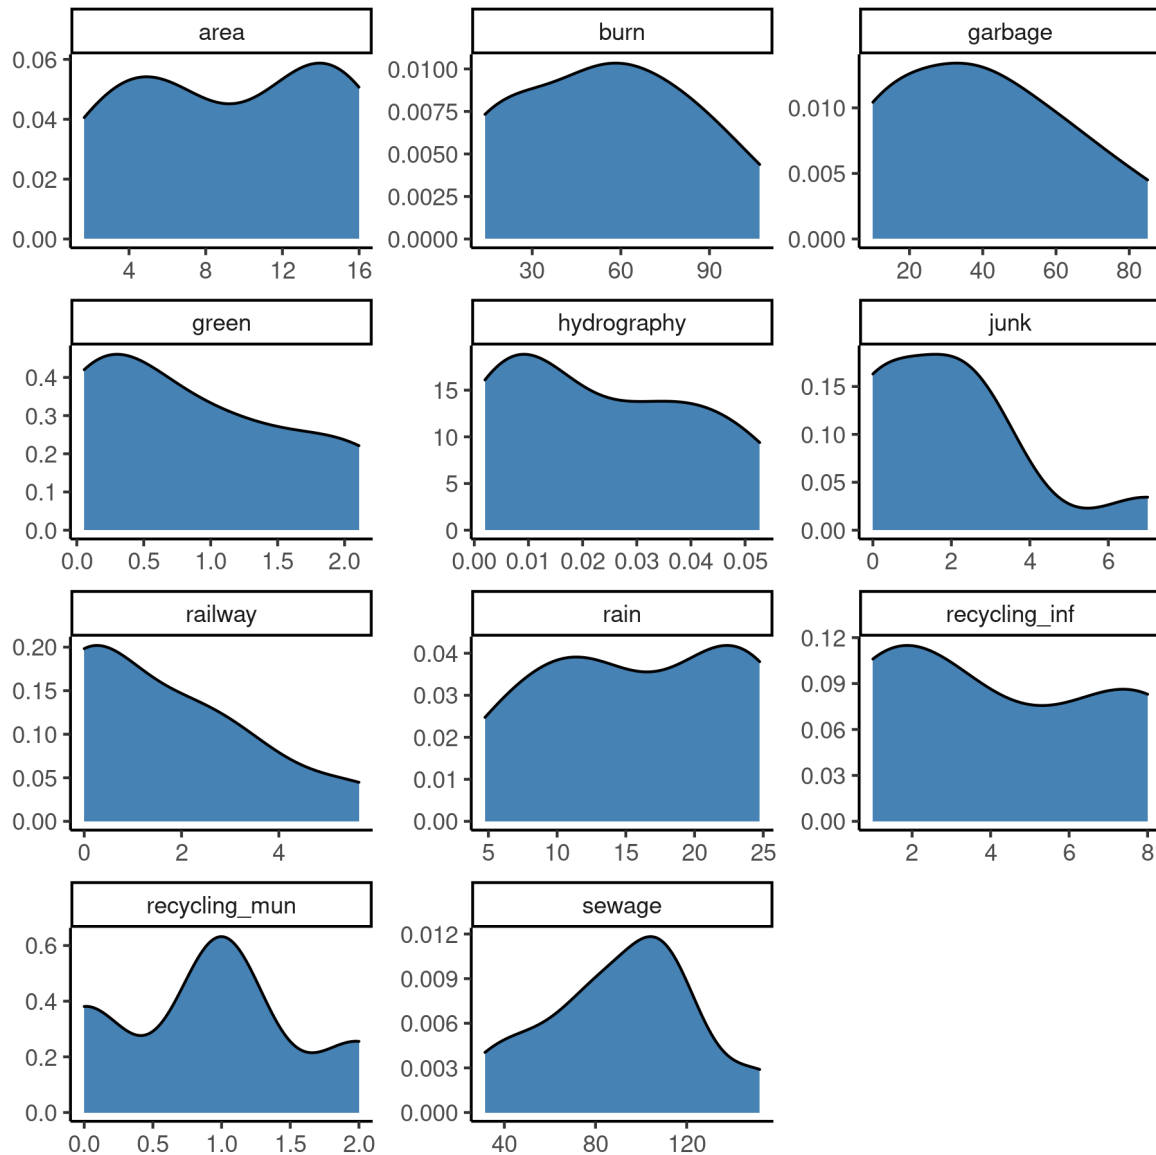 area burn garbage
0.06 0.0100
0.04 0.0075 0.010
0.02 0.0050 0.005
0.0025
0.00 0.0000 0.000
4 8 12 16 30 60 90 20 40 60 80
green hydrography junk
0.4 15 0.15
0.3 10 0.10
0.2 5 0.05
0.1
0.0 0 0.00
0.0 0.5 1.0 1.5 2.0 0.00 0.01 0.02 0.03 0.04 0.05 0 2 4 6
railway rain recycling_inf
0.20 0.04 0.12
0.15 0.03 0.09
0.10 0.02 0.06
0.05 0.01 0.03
0.00 0.00 0.00
0 2 4 5 10 15 20 25 2 4 6 8
recycling_mun sewage
0.6 0.012
0.4 0.009
0.2 0.006
0.003
0.0 0.000
0.0 0.5 1.0 1.5 2.0 40 80 120